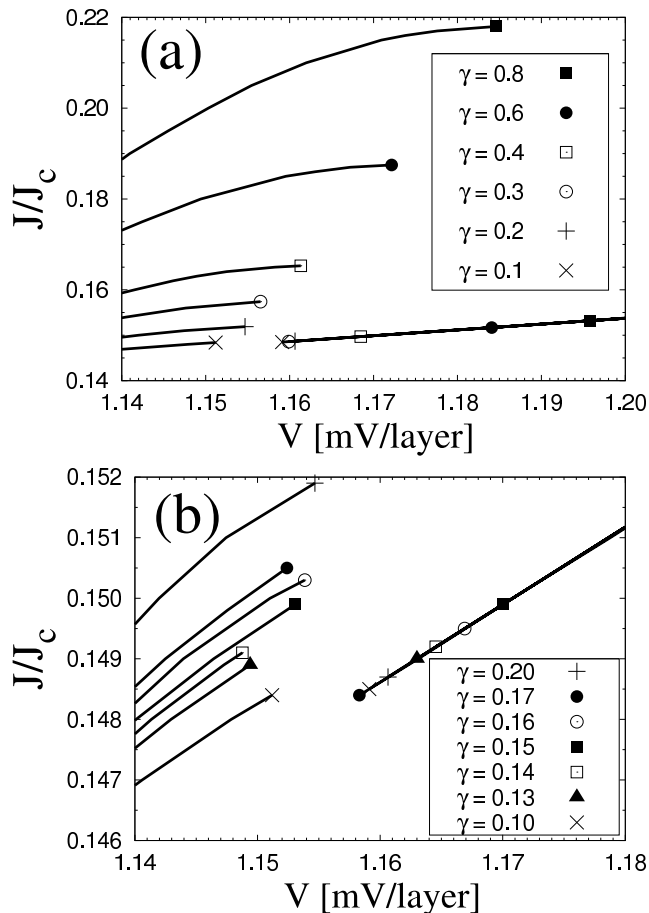 (a)
J/J_c
0.22
0.20
0.18
0.16
0.14
γ = 0.8
γ = 0.6
γ = 0.4
γ = 0.3
γ = 0.2
γ = 0.1
1.14 1.15 1.16 1.17 1.18 1.19 1.20
V [mV/layer]
(b)
J/J_c
0.152
0.151
0.150
0.149
0.148
0.147
0.146
γ = 0.20
γ = 0.17
γ = 0.16
γ = 0.15
γ = 0.14
γ = 0.13
γ = 0.10
1.14 1.15 1.16 1.17 1.18
V [mV/layer]